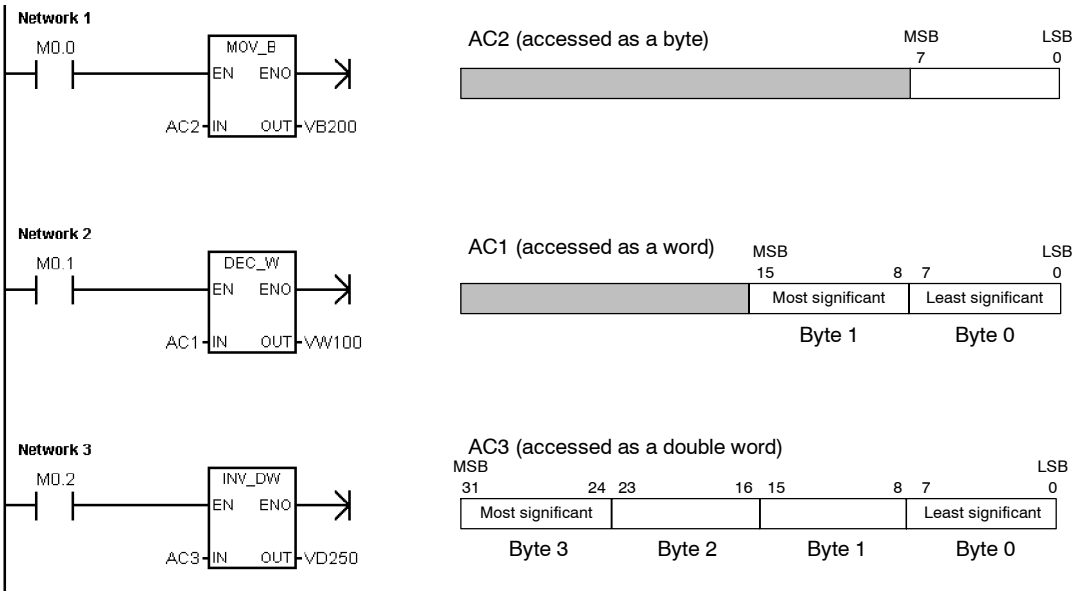 Network 1
M0.0
MOV_B
EN ENO
AC2 IN OUT VB200
AC2 (accessed as a byte)
MSB LSB
7 0
Network 2
M0.1
DEC_W
EN ENO
AC1 IN OUT VW100
AC1 (accessed as a word)
MSB LSB
15 8 7 0
Most significant Least significant
Byte 1 Byte 0
Network 3
M0.2
INV_DW
EN ENO
AC3 IN OUT VD250
AC3 (accessed as a double word)
MSB LSB
31 24 23 16 15 8 7 0
Most significant Least significant
Byte 3 Byte 2 Byte 1 Byte 0